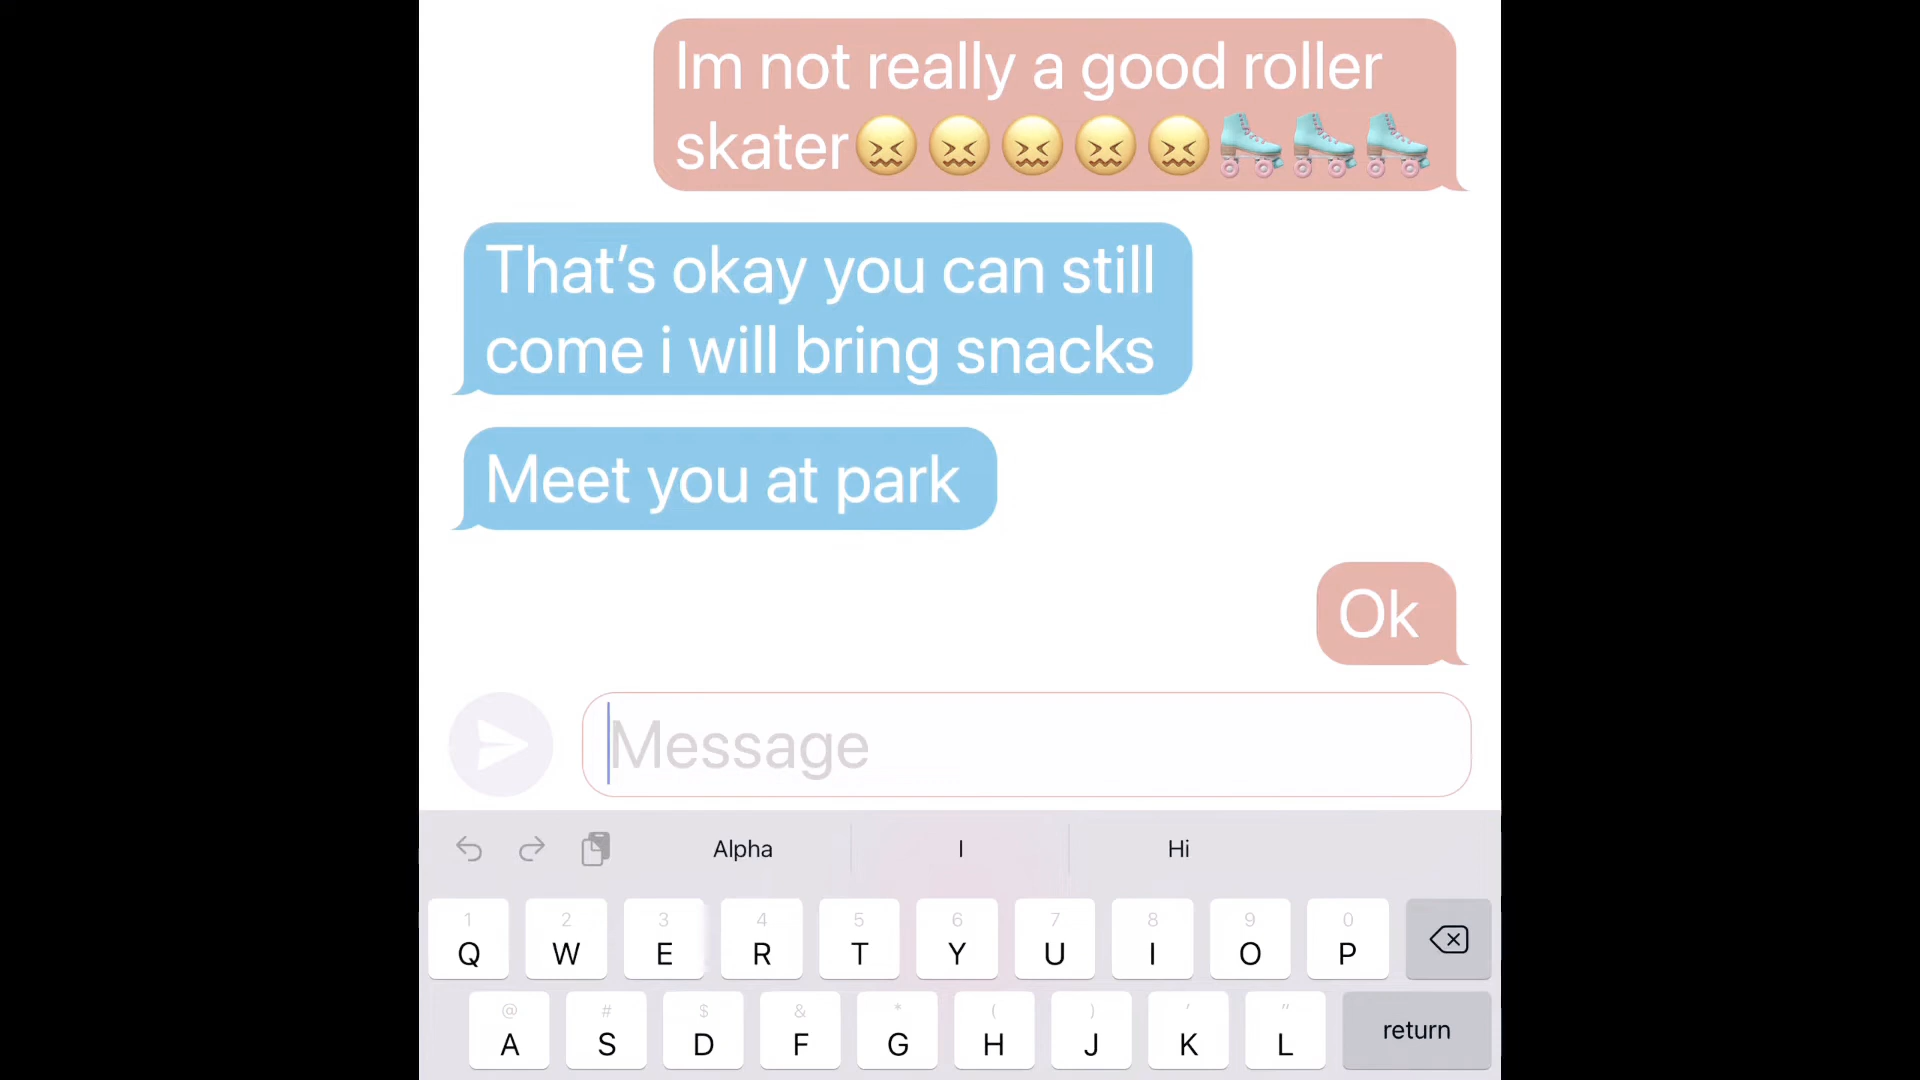 Im not really a good roller
skater😖😖😖😖😖🛼🛼🛼
That’s okay you can still
come i will bring snacks
Meet you at park
Ok
Message
Alpha I Hi
1 2 3 4 5 6 7 8 9 0
Q W E R T Y U I O P
@ # $ & * ( ) ' "
A S D F G H J K L return